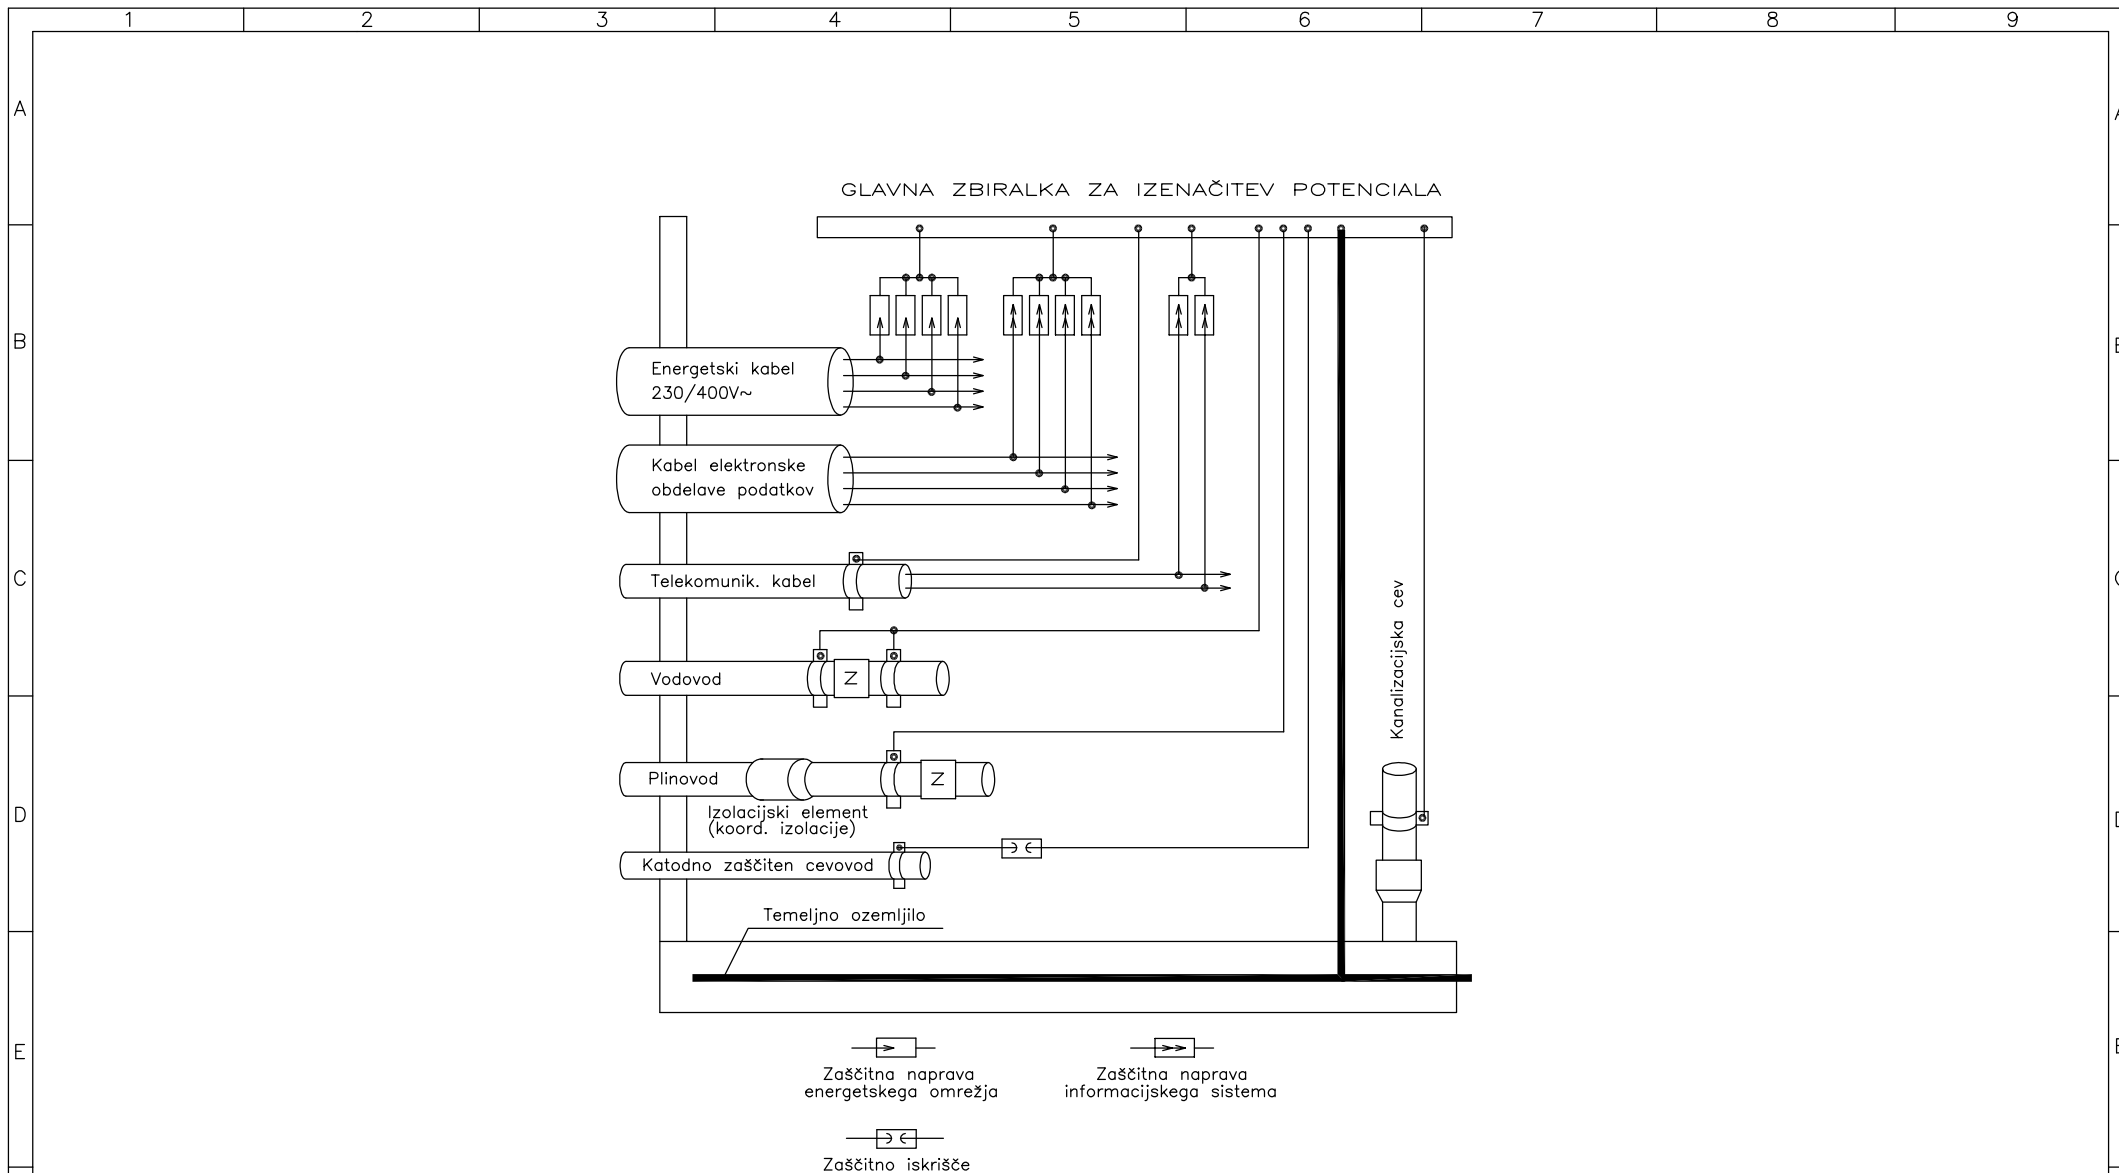 1 2 3 4 5 6 7 8 9
A A
GLAVNA ZBIRALKA ZA IZENAČITEV POTENCIALA
B
Energetski kabel
230/400V~
Kabel elektronske
obdelave podatkov
C
Telekomunik. kabel
Kanalizacijska cev
Vodovod
Z
Plinovod
Z
D
Izolacijski element
(koord. izolacije)
Katodno zaščiten cevovod
Temeljno ozemljilo
E
Zaščitna naprava
energetskega omrežja
Zaščitna naprava
informacijskega sistema
Zaščitno iskrišče